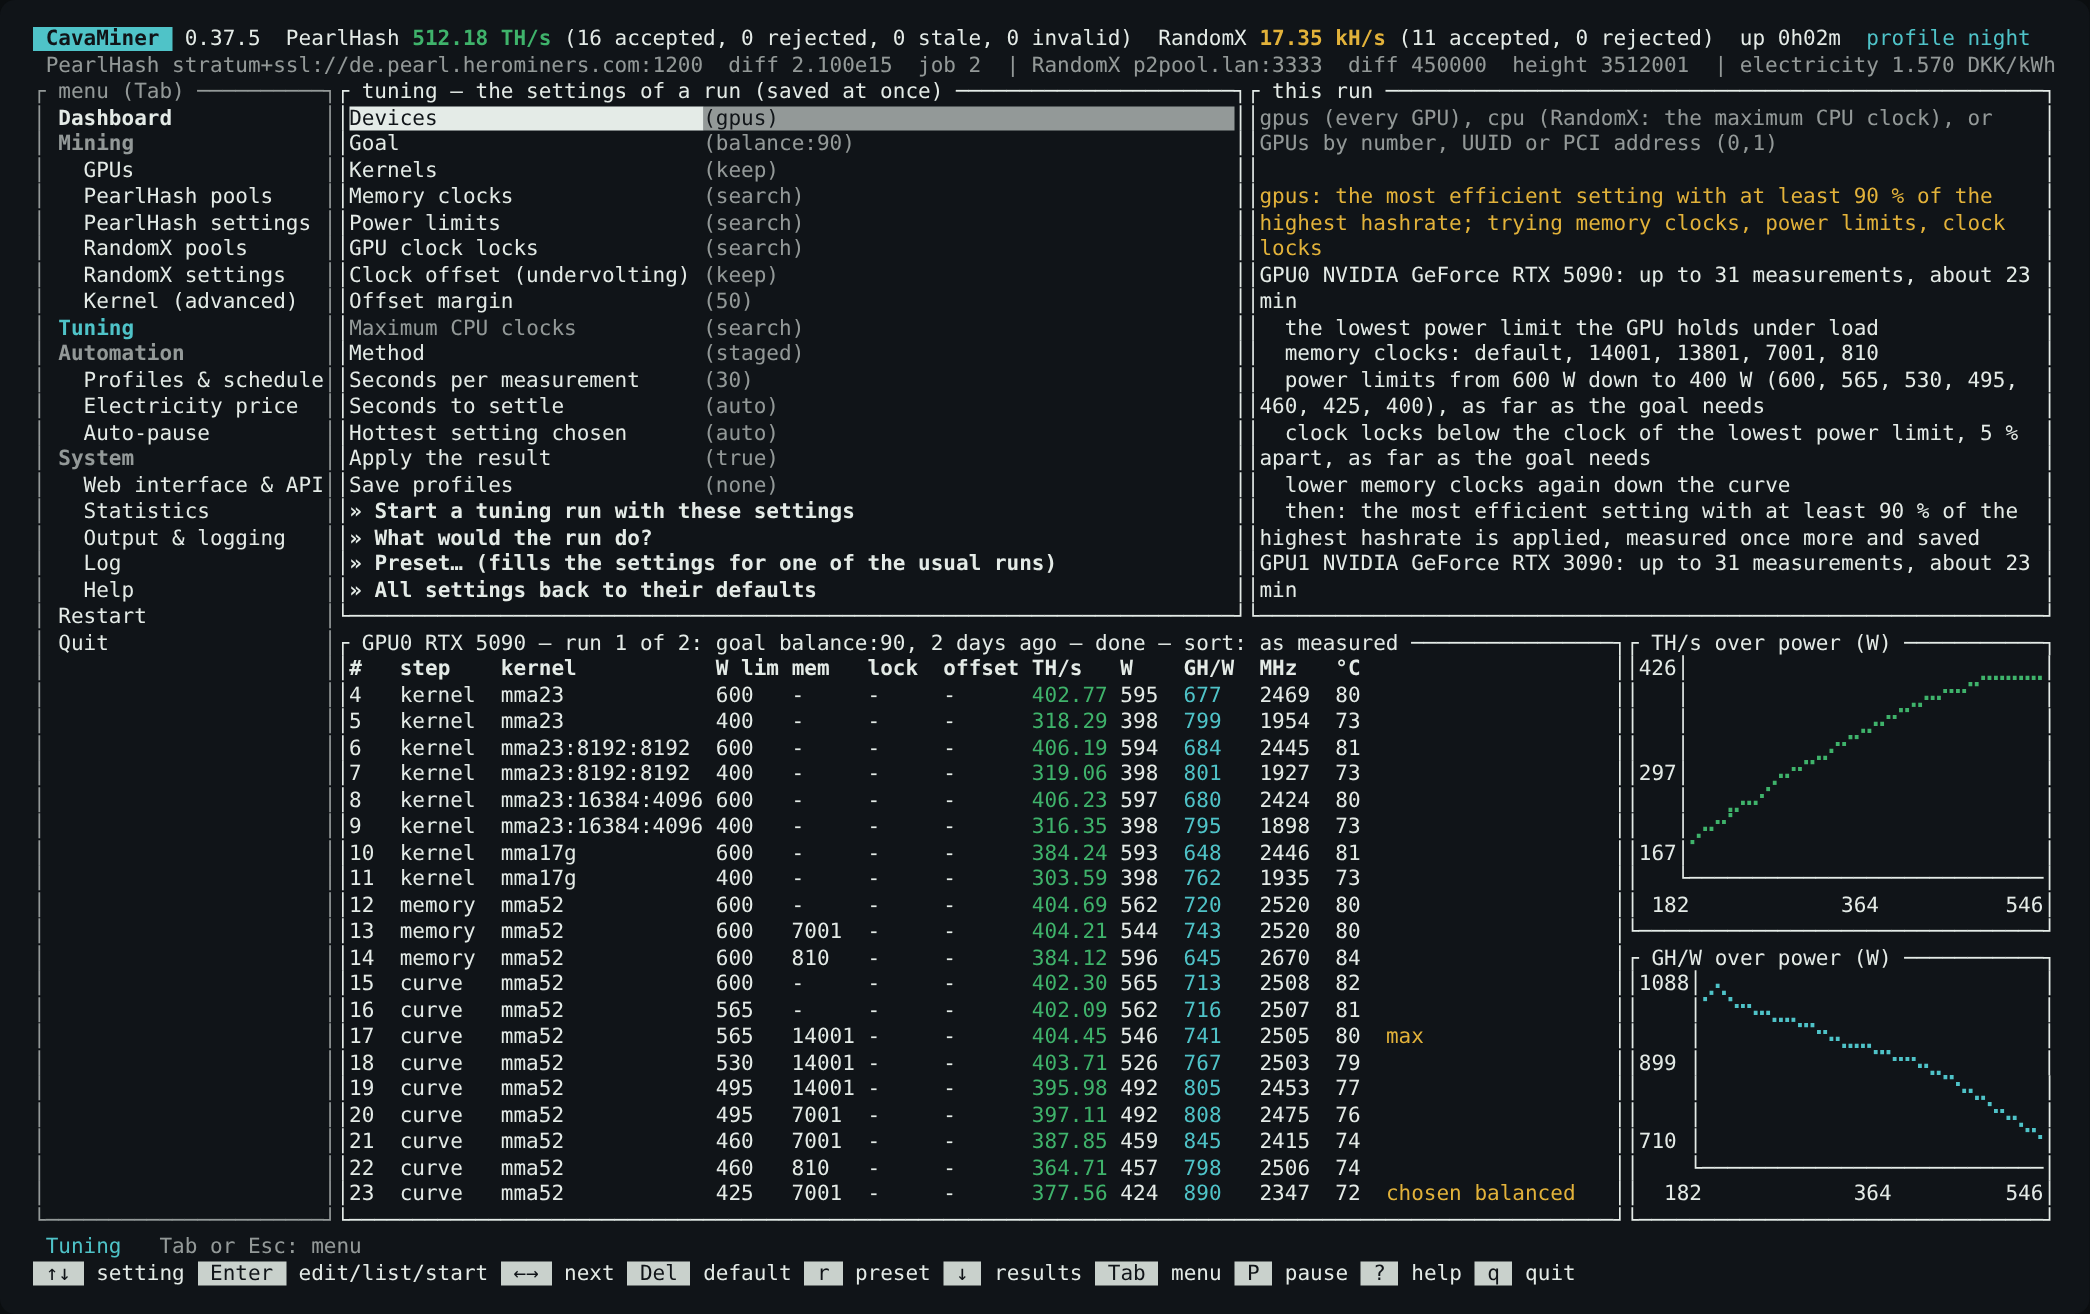 CavaMiner 0.37.5 PearlHash 512.18 TH/s (16 accepted, 0 rejected, 0 stale, 0 invalid) RandomX 17.35 kH/s (11 accepted, 0 rejected) up 0h02m profile night
PearlHash stratum+ssl://de.pearl.herominers.com:1200 diff 2.100e15 job 2 | RandomX p2pool.lan:3333 diff 450000 height 3512001 | electricity 1.570 DKK/kWh
menu (Tab)
Dashboard
Mining
GPUs
PearlHash pools
PearlHash settings
RandomX pools
RandomX settings
Kernel (advanced)
Tuning
Automation
Profiles & schedule
Electricity price
Auto-pause
System
Web interface & API
Statistics
Output & logging
Log
Help
Restart
Quit
tuning — the settings of a run (saved at once)
Devices (gpus)
Goal (balance:90)
Kernels (keep)
Memory clocks (search)
Power limits (search)
GPU clock locks (search)
Clock offset (undervolting) (keep)
Offset margin (50)
Maximum CPU clocks (search)
Method (staged)
Seconds per measurement (30)
Seconds to settle (auto)
Hottest setting chosen (auto)
Apply the result (true)
Save profiles (none)
» Start a tuning run with these settings
» What would the run do?
» Preset… (fills the settings for one of the usual runs)
» All settings back to their defaults
this run
gpus (every GPU), cpu (RandomX: the maximum CPU clock), or
GPUs by number, UUID or PCI address (0,1)
gpus: the most efficient setting with at least 90 % of the
highest hashrate; trying memory clocks, power limits, clock
locks
GPU0 NVIDIA GeForce RTX 5090: up to 31 measurements, about 23
min
the lowest power limit the GPU holds under load
memory clocks: default, 14001, 13801, 7001, 810
power limits from 600 W down to 400 W (600, 565, 530, 495,
460, 425, 400), as far as the goal needs
clock locks below the clock of the lowest power limit, 5 %
apart, as far as the goal needs
lower memory clocks again down the curve
then: the most efficient setting with at least 90 % of the
highest hashrate is applied, measured once more and saved
GPU1 NVIDIA GeForce RTX 3090: up to 31 measurements, about 23
min
GPU0 RTX 5090 — run 1 of 2: goal balance:90, 2 days ago — done — sort: as measured
# step kernel W lim mem lock offset TH/s W GH/W MHz °C
4 kernel mma23 600 - - - 402.77 595 677 2469 80
5 kernel mma23 400 - - - 318.29 398 799 1954 73
6 kernel mma23:8192:8192 600 - - - 406.19 594 684 2445 81
7 kernel mma23:8192:8192 400 - - - 319.06 398 801 1927 73
8 kernel mma23:16384:4096 600 - - - 406.23 597 680 2424 80
9 kernel mma23:16384:4096 400 - - - 316.35 398 795 1898 73
10 kernel mma17g 600 - - - 384.24 593 648 2446 81
11 kernel mma17g 400 - - - 303.59 398 762 1935 73
12 memory mma52 600 - - - 404.69 562 720 2520 80
13 memory mma52 600 7001 - - 404.21 544 743 2520 80
14 memory mma52 600 810 - - 384.12 596 645 2670 84
15 curve mma52 600 - - - 402.30 565 713 2508 82
16 curve mma52 565 - - - 402.09 562 716 2507 81
17 curve mma52 565 14001 - - 404.45 546 741 2505 80 max
18 curve mma52 530 14001 - - 403.71 526 767 2503 79
19 curve mma52 495 14001 - - 395.98 492 805 2453 77
20 curve mma52 495 7001 - - 397.11 492 808 2475 76
21 curve mma52 460 7001 - - 387.85 459 845 2415 74
22 curve mma52 460 810 - - 364.71 457 798 2506 74
23 curve mma52 425 7001 - - 377.56 424 890 2347 72 chosen balanced
TH/s over power (W)
426
297
167
182 364 546
GH/W over power (W)
1088
899
710
182 364 546
Tuning Tab or Esc: menu
↑↓ setting Enter edit/list/start ←→ next Del default r preset ↓ results Tab menu P pause ? help q quit